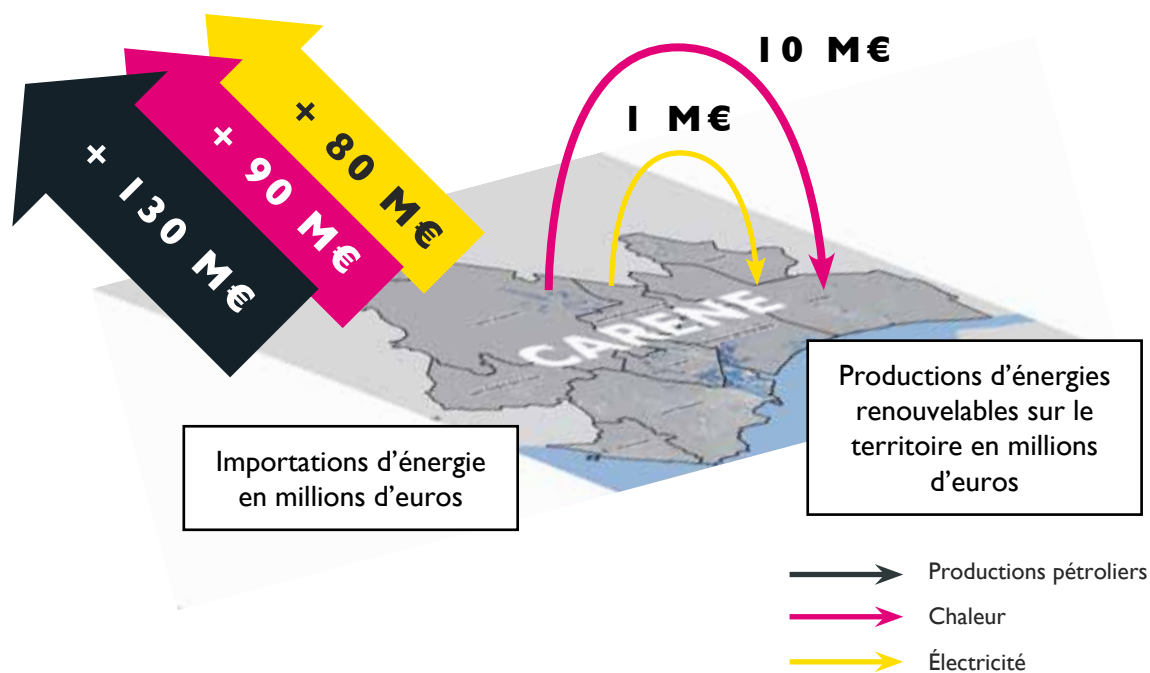 10 M€
1 M€
+ 80 M€
+ 90 M€
+ 130 M€
CARENE
Importations d'énergie
en millions d'euros
Productions d'énergies
renouvelables sur le
territoire en millions
d'euros
Productions pétroliers
Chaleur
Électricité